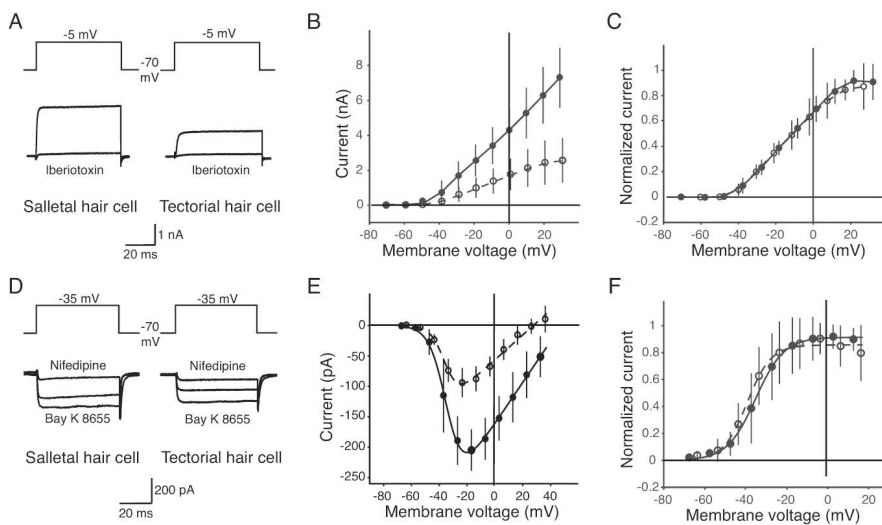 A
-5 mV
-5 mV
-70
mV
Iberiotoxin
Iberiotoxin
Salletal hair cell
Tectorial hair cell
1 nA
20 ms
B
Current (nA)
8
6
4
2
0
-80 -60 -40 -20 0 20
Membrane voltage (mV)
C
Normalized current
1
0.8
0.6
0.4
0.2
0
-0.2
-80 -60 -40 -20 0 20
Membrane voltage (mV)
D
-35 mV
-35 mV
-70
mV
Nifedipine
Nifedipine
Bay K 8655
Bay K 8655
Salletal hair cell
Tectorial hair cell
200 pA
20 ms
E
Current (pA)
50
0
-50
-100
-150
-200
-250
-80 -60 -40 -20 0 20 40
Membrane voltage (mV)
F
Normalized current
1
0.8
0.6
0.4
0.2
0
-0.2
-80 -60 -40 -20 0 20
Membrane voltage (mV)